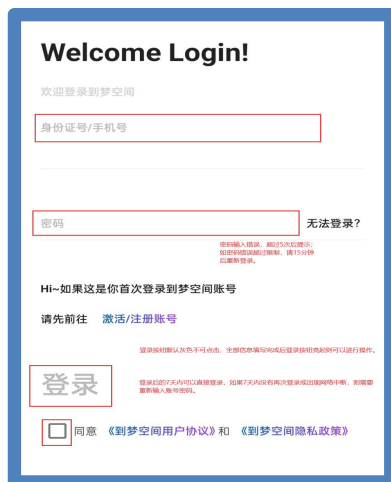 Welcome Login!
欢迎登录到梦空间
身份证号/手机号
密码
无法登录?
密码输入错误，超过5次后提示:
如密码错误超过限制，请15分钟
后重新登录。
Hi~如果这是你首次登录到梦空间账号
请先前往 激活/注册账号
登录按钮默认灰色不可点击，全部信息填写完成后登录按钮亮起则可以进行操作。
登录
登录后的7天内可以直接登录，如果7天内没有再次登录或出现网络中断，则需要
重新输入账号密码。
同意 《到梦空间用户协议》和 《到梦空间隐私政策》